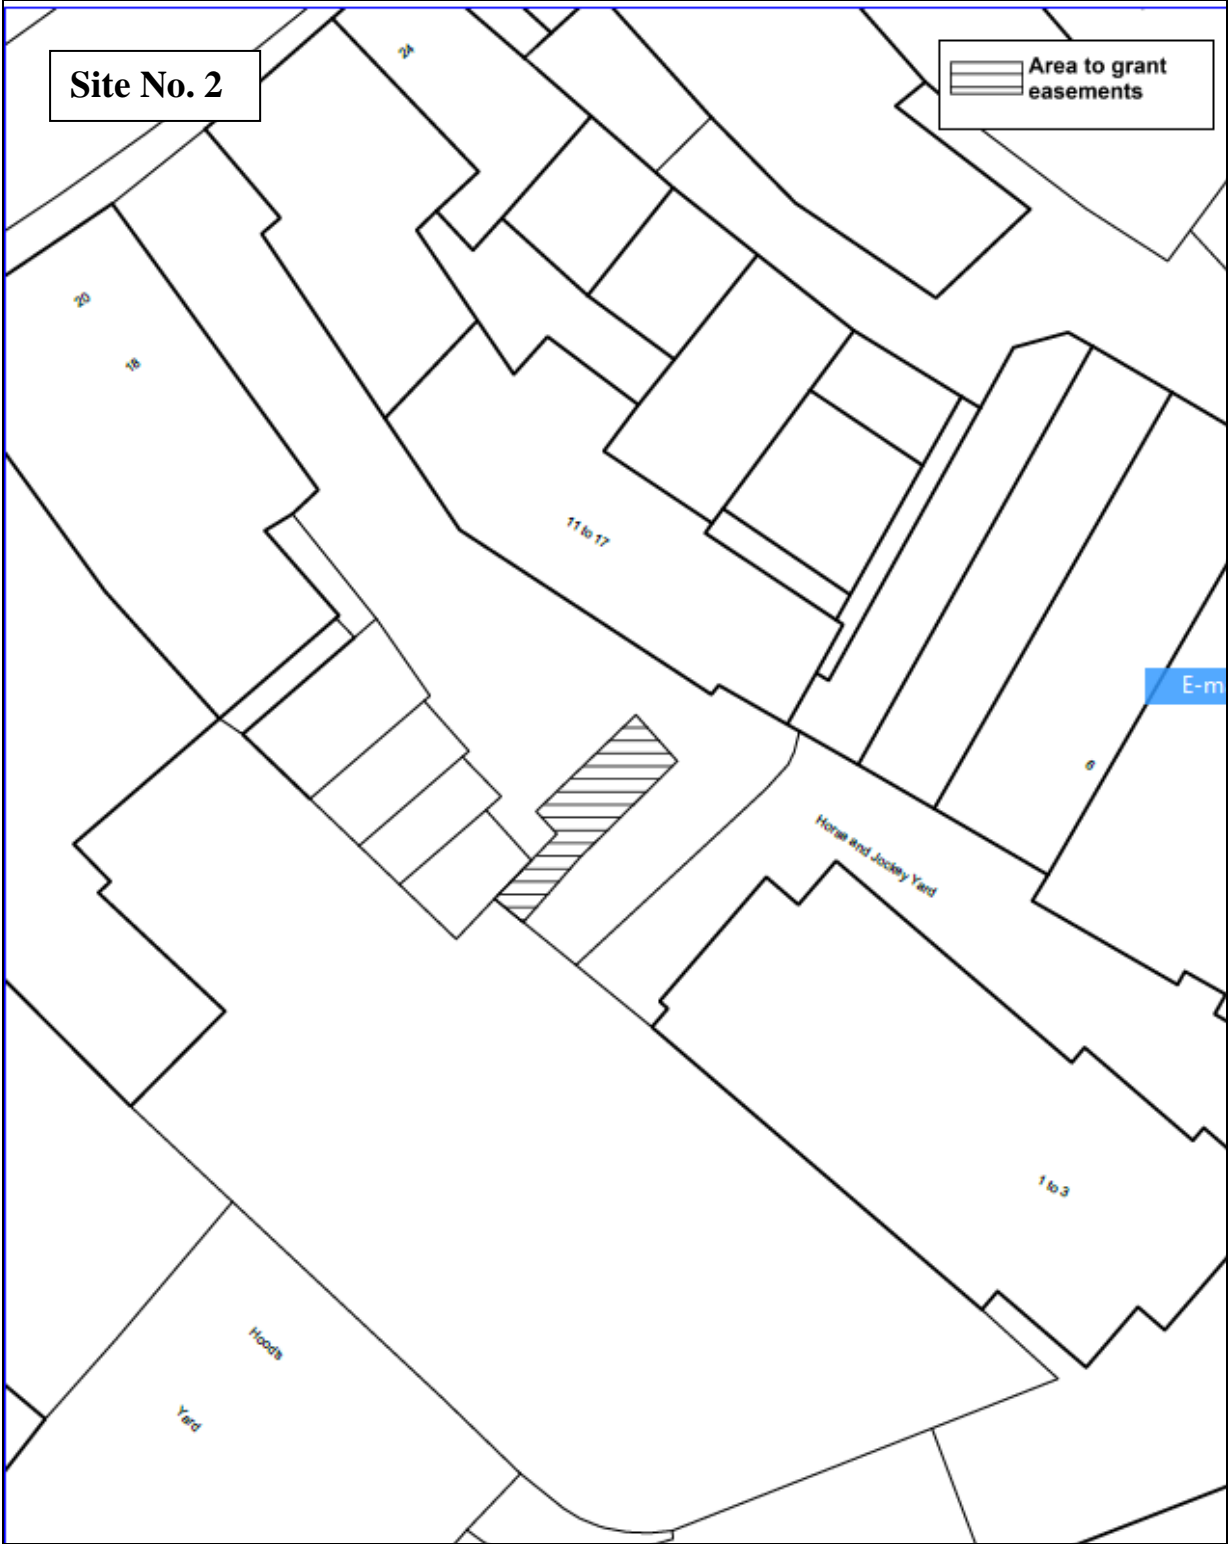 Site No. 2
24
Area to grant
easements
20
18
11 to 17
E-m
6
Horse and Jockey Yard
1 to 3
Hood's
Yard